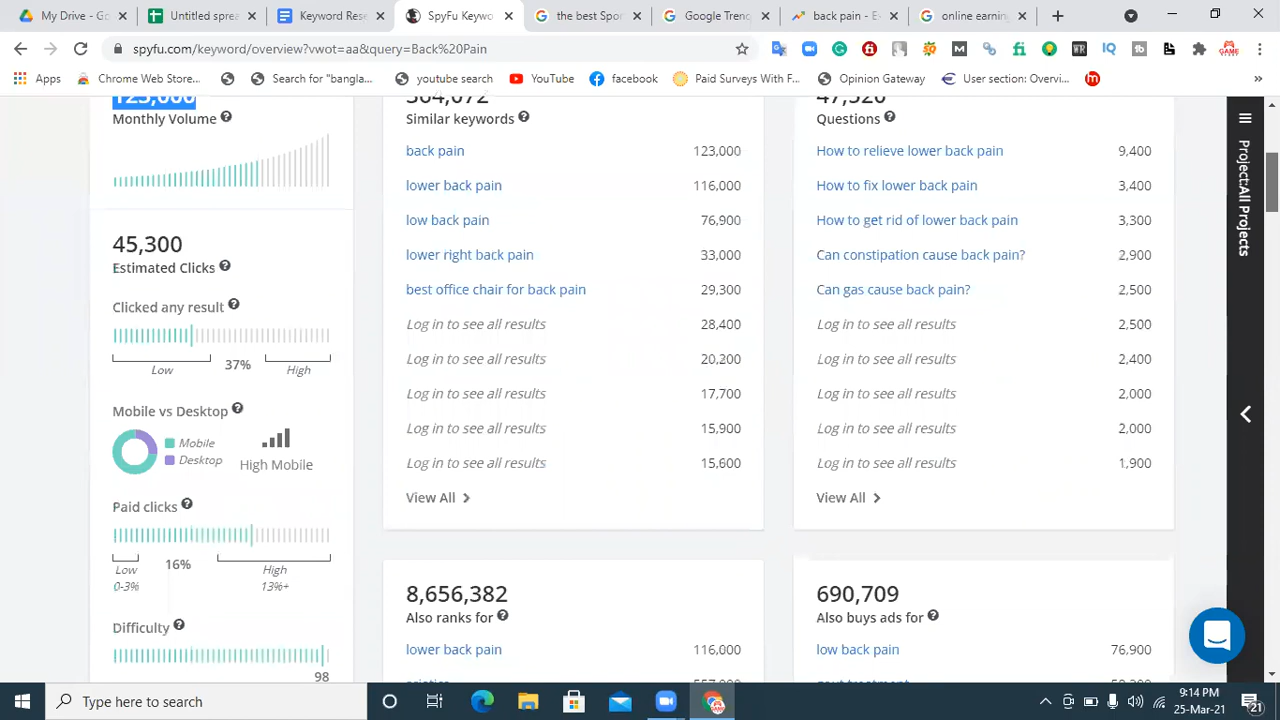 My Drive - Go
Untitled sprea
Keyword Rese
SpyFu Keywo
the best Spor
Google Trenc
back pain - Es
online earning
spyfu.com/keyword/overview?vwot=aa&query=Back%20Pain
Apps
Chrome Web Store...
Search for "bangla...
youtube search
YouTube
facebook
Paid Surveys With F...
Opinion Gateway
User section: Overvi...
123,000
Monthly Volume
45,300
Estimated Clicks
Clicked any result
Low
37%
High
Mobile vs Desktop
Mobile
Desktop
High Mobile
Paid clicks
Low
0-3%
16%
High
13%+
Difficulty
98
364,672
Similar keywords
back pain 123,000
lower back pain 116,000
low back pain 76,900
lower right back pain 33,000
best office chair for back pain 29,300
Log in to see all results 28,400
Log in to see all results 20,200
Log in to see all results 17,700
Log in to see all results 15,900
Log in to see all results 15,600
View All
47,526
Questions
How to relieve lower back pain 9,400
How to fix lower back pain 3,400
How to get rid of lower back pain 3,300
Can constipation cause back pain? 2,900
Can gas cause back pain? 2,500
Log in to see all results 2,500
Log in to see all results 2,400
Log in to see all results 2,000
Log in to see all results 2,000
Log in to see all results 1,900
View All
8,656,382
Also ranks for
lower back pain 116,000
690,709
Also buys ads for
low back pain 76,900
Project:All Projects
Type here to search
9:14 PM
25-Mar-21
21